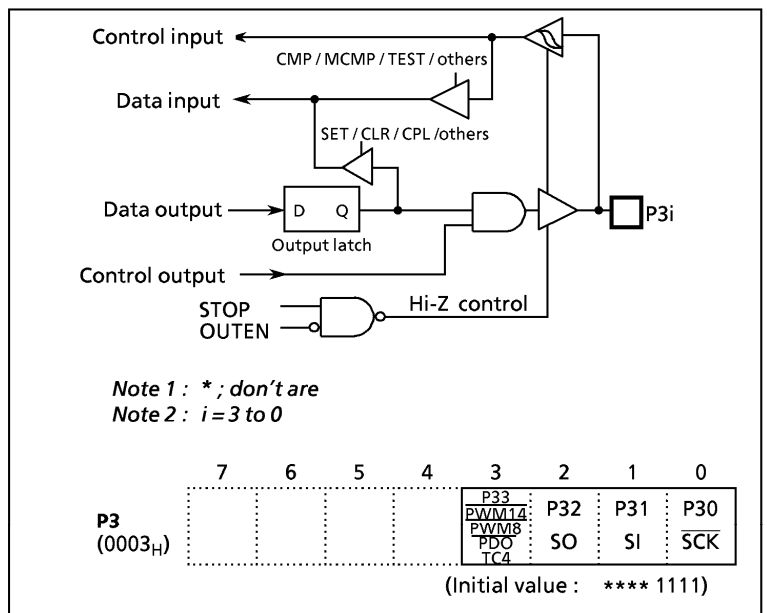 Control input
CMP / MCMP / TEST / others
Data input
SET / CLR / CPL /others
Data output
D Q
P3i
Output latch
Control output
STOP
OUTEN
Hi-Z control
Note 1 : * ; don't are
Note 2 : i = 3 to 0
7 6 5 4 3 2 1 0
P3
(0003H)
P33
PWM14
PWM8
PDO
TC4
P32
SO
P31
SI
P30
SCK
(Initial value : **** 1111)